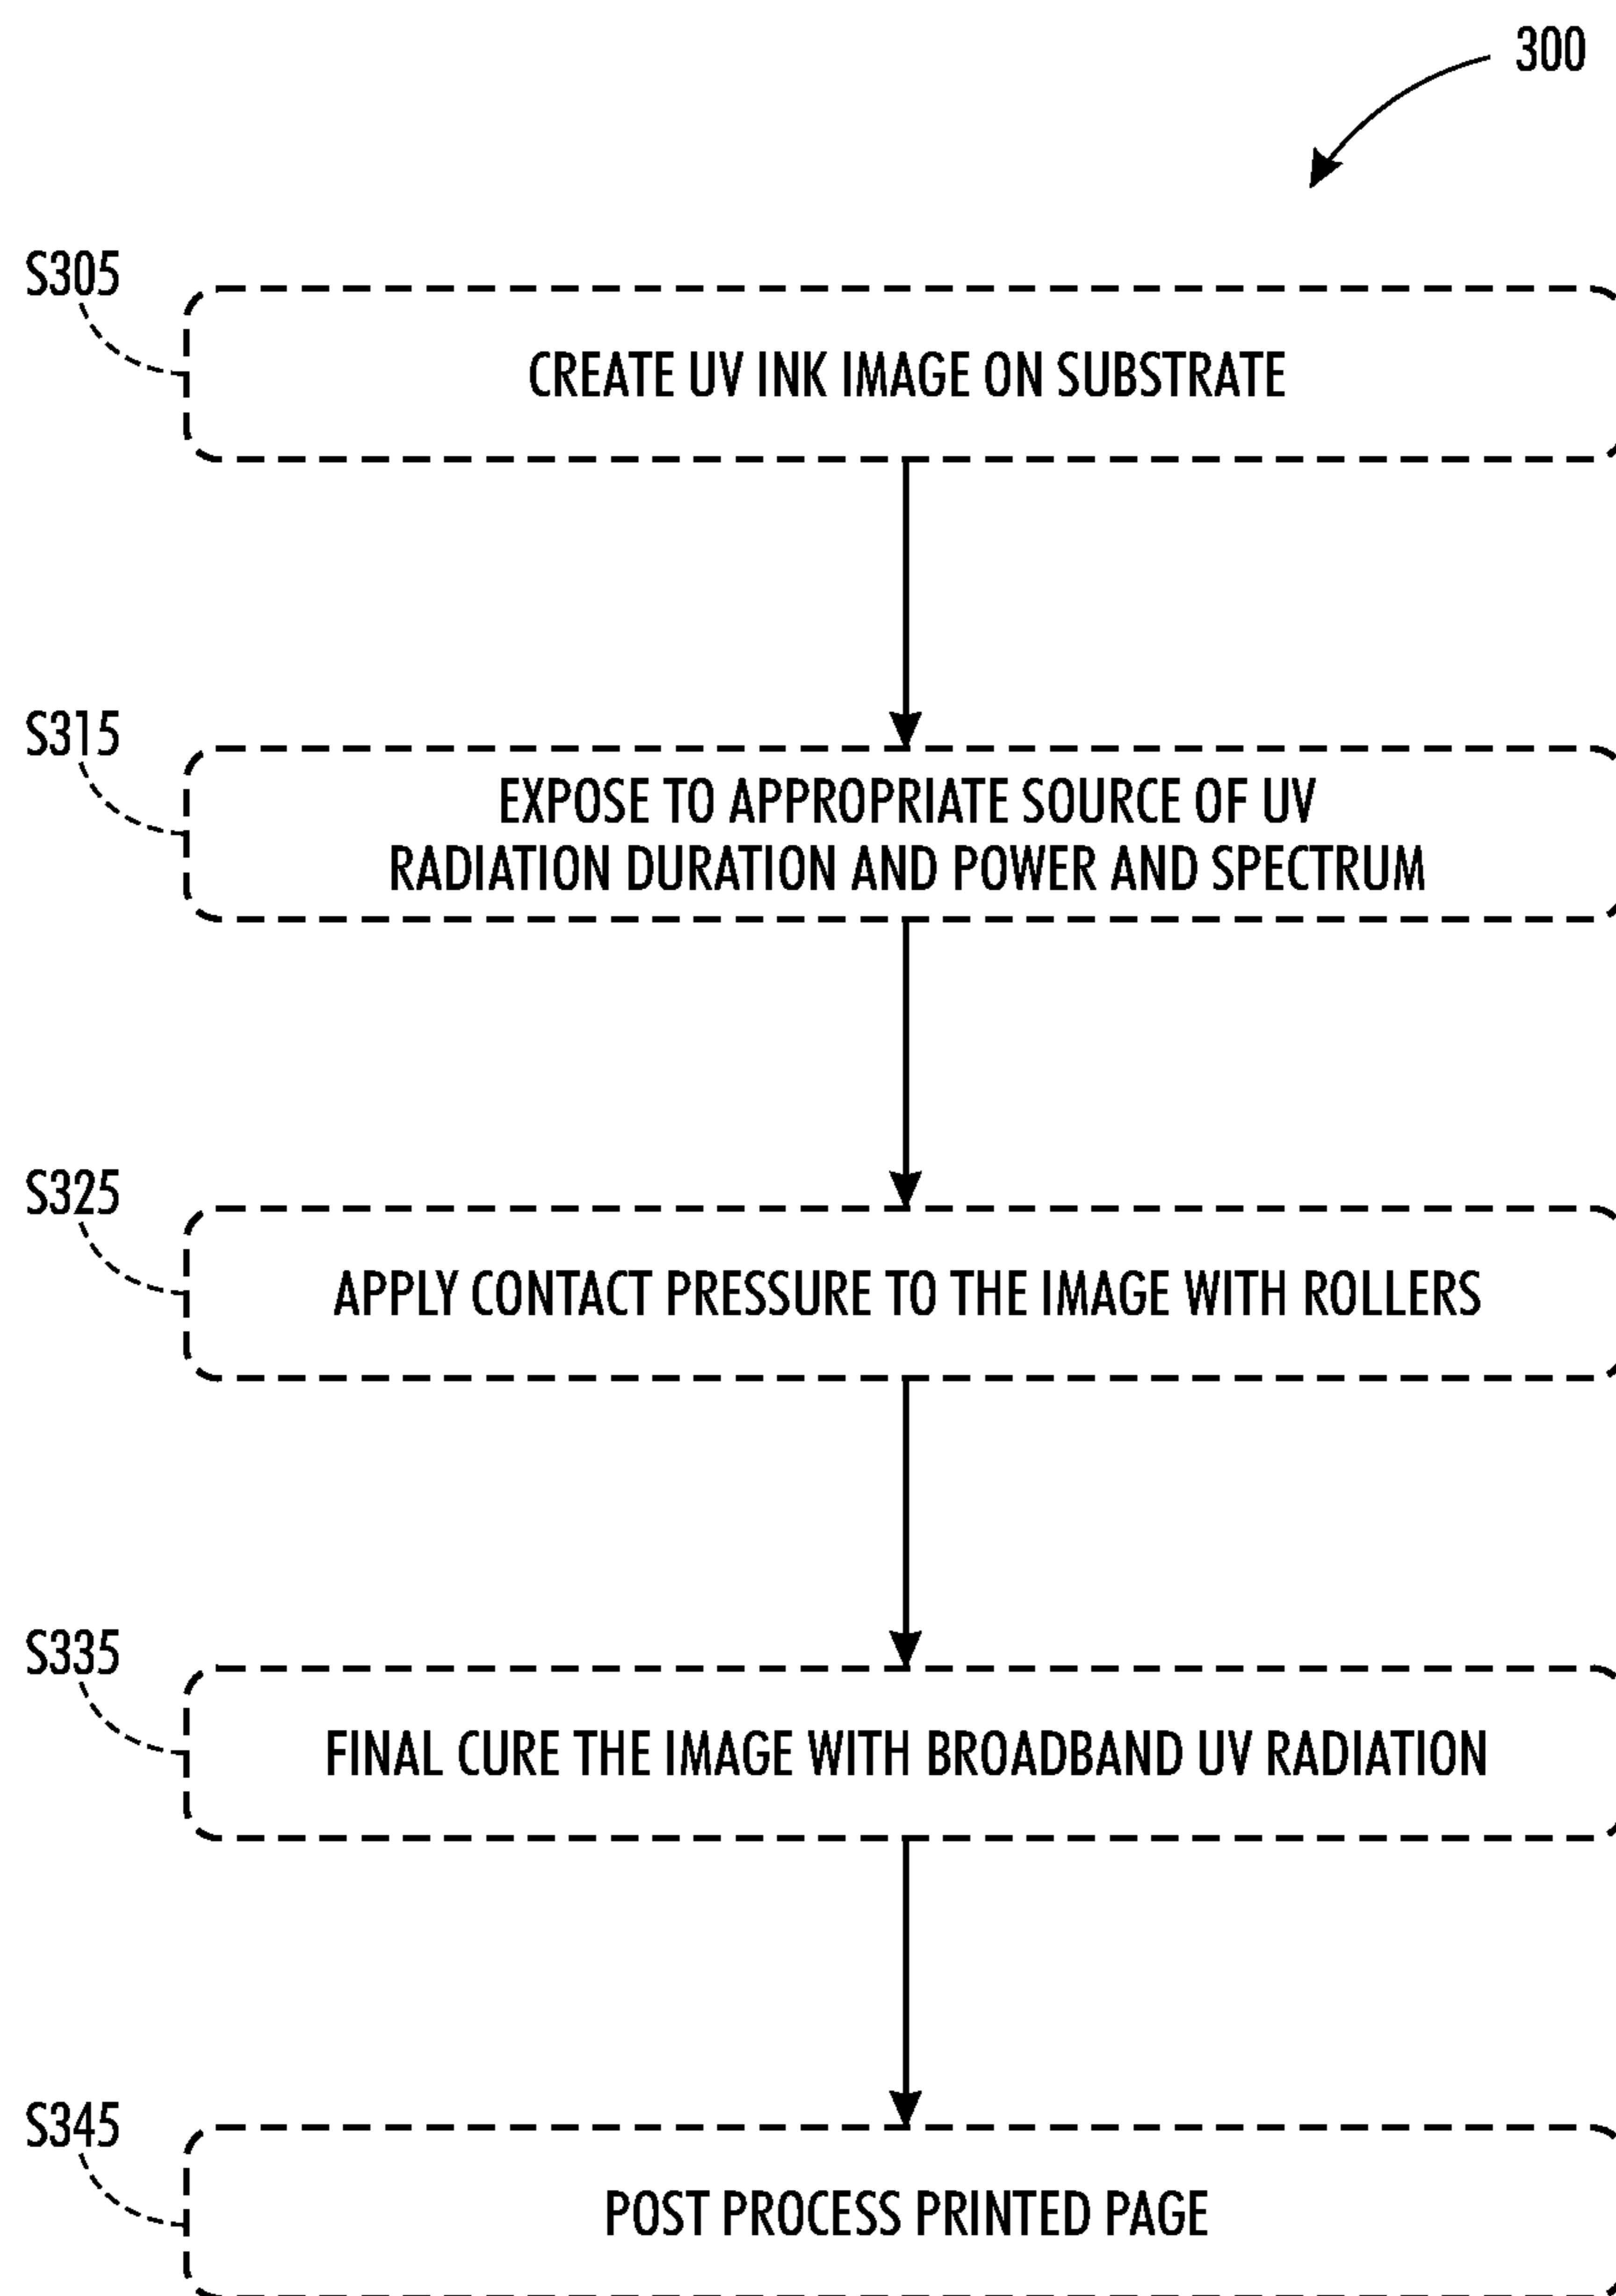 300
S305
CREATE UV INK IMAGE ON SUBSTRATE
S315
EXPOSE TO APPROPRIATE SOURCE OF UV
RADIATION DURATION AND POWER AND SPECTRUM
S325
APPLY CONTACT PRESSURE TO THE IMAGE WITH ROLLERS
S335
FINAL CURE THE IMAGE WITH BROADBAND UV RADIATION
S345
POST PROCESS PRINTED PAGE